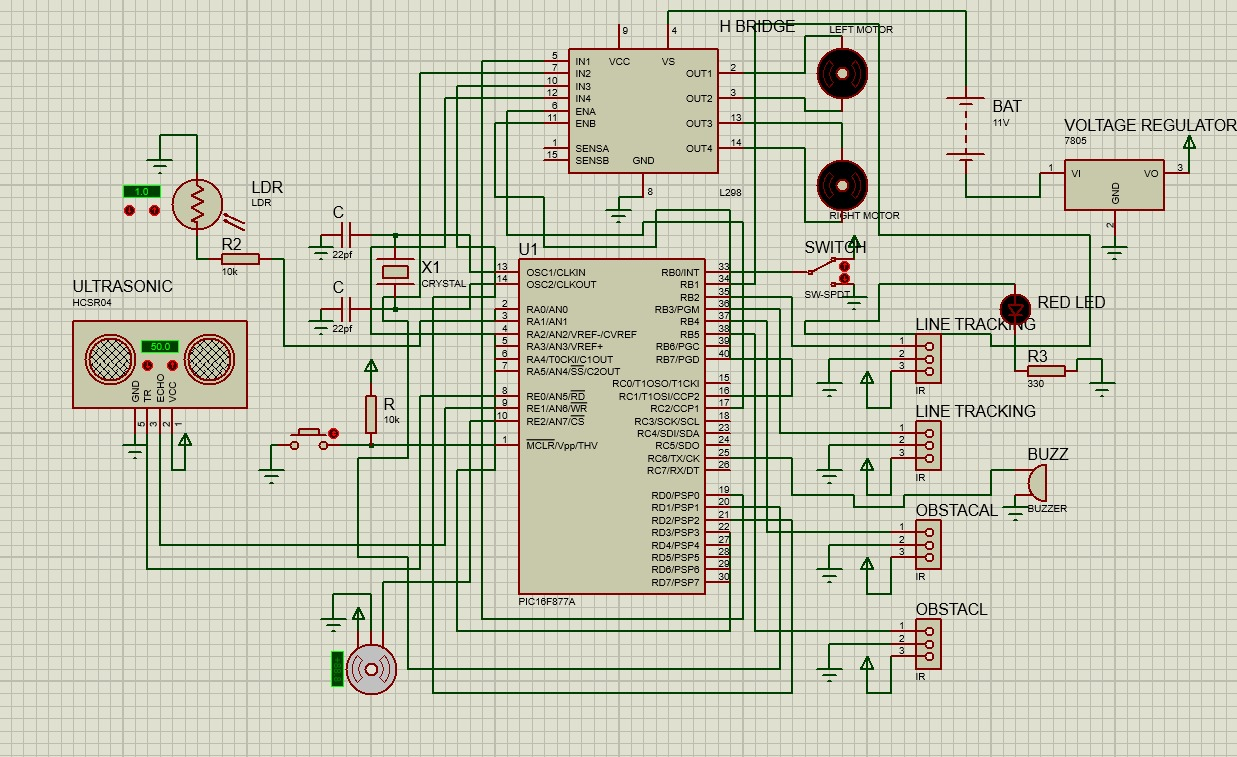 H BRIDGE
9
4
VCC
VS
5
7
10
12
6
11
1
15
IN1
IN2
IN3
IN4
ENA
ENB
SENSA
SENSB
GND
OUT1
OUT2
OUT3
OUT4
2
3
13
14
8
L298
LEFT MOTOR
RIGHT MOTOR
BAT
11V
VOLTAGE REGULATOR
7805
1
VI
VO
3
GND
2
1.0
LDR
LDR
R2
10k
C
22pf
C
22pf
X1
CRYSTAL
ULTRASONIC
HCSR04
50.0
GND
TR
ECHO
VCC
5
3
2
1
R
10k
U1
13
OSC1/CLKIN
14
OSC2/CLKOUT
2
RA0/AN0
3
RA1/AN1
4
RA2/AN2/VREF-/CVREF
5
RA3/AN3/VREF+
6
RA4/T0CKI/C1OUT
7
RA5/AN4/SS/C2OUT
8
RE0/AN5/RD
9
RE1/AN6/WR
10
RE2/AN7/CS
1
MCLR/Vpp/THV
RB0/INT
33
RB1
34
RB2
35
RB3/PGM
36
RB4
37
RB5
38
RB6/PGC
39
RB7/PGD
40
RC0/T1OSO/T1CKI
15
RC1/T1OSI/CCP2
16
RC2/CCP1
17
RC3/SCK/SCL
18
RC4/SDI/SDA
23
RC5/SDO
24
RC6/TX/CK
25
RC7/RX/DT
26
RD0/PSP0
19
RD1/PSP1
20
RD2/PSP2
21
RD3/PSP3
22
RD4/PSP4
27
RD5/PSP5
28
RD6/PSP6
29
RD7/PSP7
30
PIC16F877A
SWITCH
SW-SPDT
RED LED
R3
330
LINE TRACKING
1
2
3
IR
LINE TRACKING
1
2
3
IR
BUZZ
BUZZER
OBSTACAL
1
2
3
IR
OBSTACL
1
2
3
IR